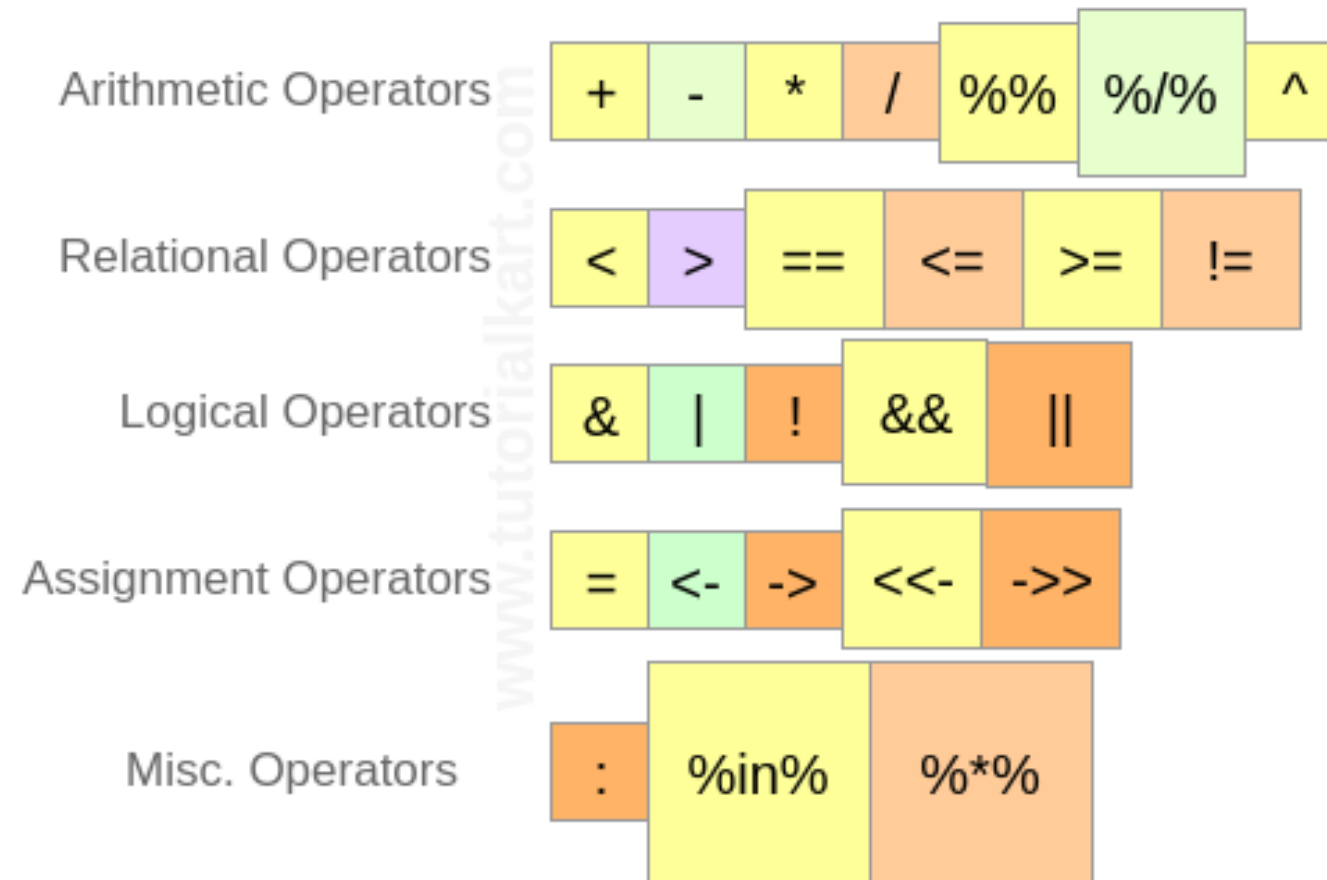 Arithmetic Operators + - * / %% %/% ^
Relational Operators < > == <= >= !=
Logical Operators & | ! && ||
Assignment Operators = <- -> <<- ->>
Misc. Operators : %in% %*%
www.tutorialkart.com